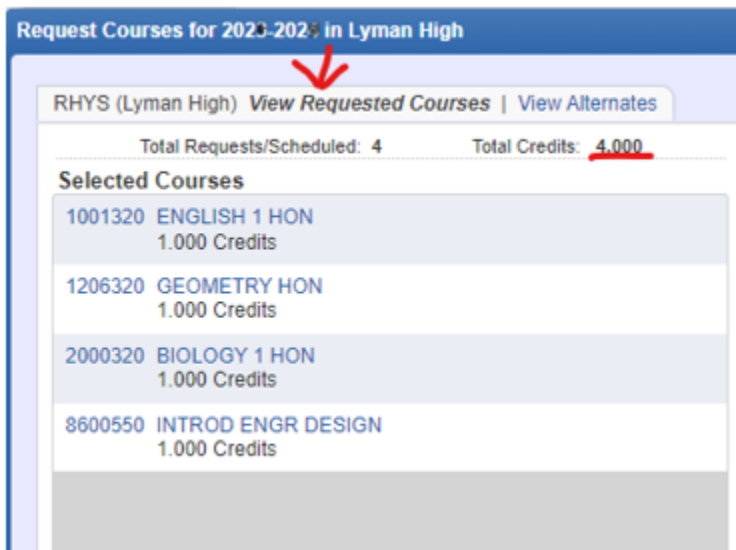 Request Courses for in Lyman High
RHYS (Lyman High) View Requested Courses | View Alternates
Total Requests/Scheduled: 4 Total Credits: 4.000
Selected Courses
1001320 ENGLISH 1 HON
1.000 Credits
1206320 GEOMETRY HON
1.000 Credits
2000320 BIOLOGY 1 HON
1.000 Credits
8600550 INTROD ENGR DESIGN
1.000 Credits